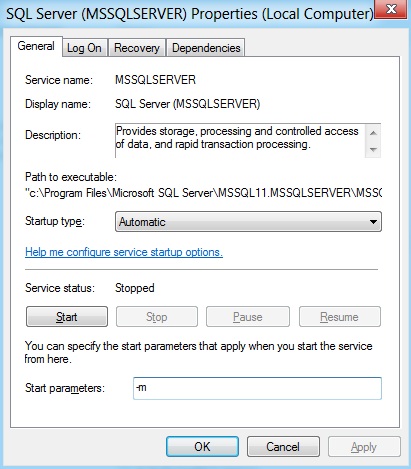 SQL Server (MSSQLSERVER) Properties (Local Computer)
General Log On Recovery Dependencies
Service name: MSSQLSERVER
Display name: SQL Server (MSSQLSERVER)
Description: Provides storage, processing and controlled access
of data, and rapid transaction processing.
Path to executable:
"c:\Program Files\Microsoft SQL Server\MSSQL11.MSSQLSERVER\MSSQ
Startup type: Automatic
Help me configure service startup options.
Service status: Stopped
Start Stop Pause Resume
You can specify the start parameters that apply when you start the service
from here.
Start parameters: -m
OK Cancel Apply